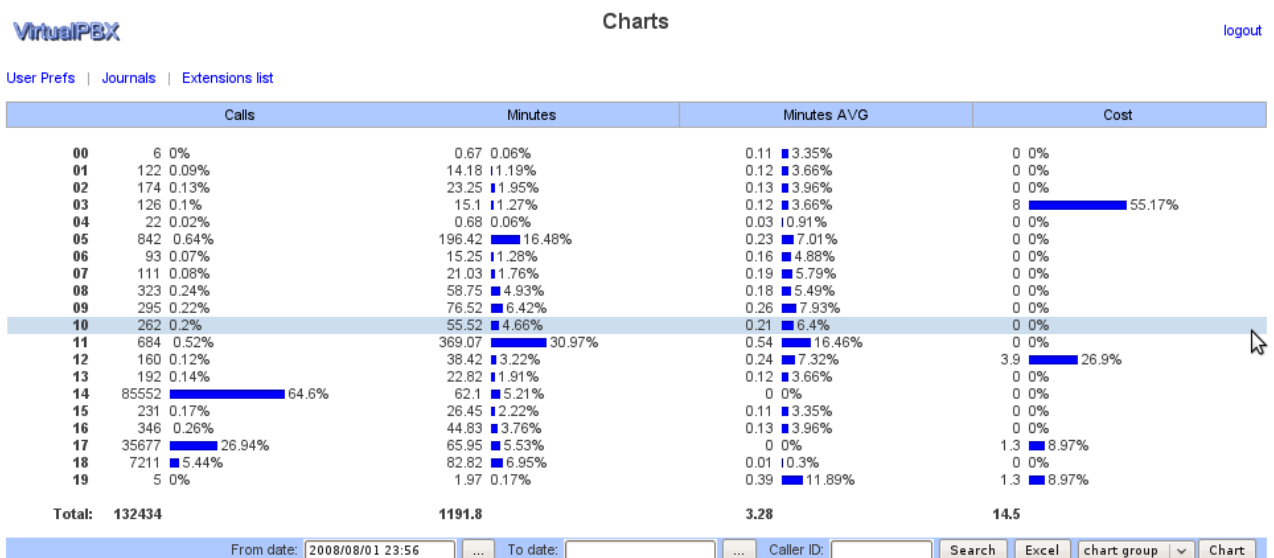 VirtualPBX
Charts
logout
User Prefs | Journals | Extensions list
Calls Minutes Minutes AVG Cost
00 6 0% 0.67 0.06% 0.11 3.35% 0 0%
01 122 0.09% 14.18 1.19% 0.12 3.66% 0 0%
02 174 0.13% 23.25 1.95% 0.13 3.96% 0 0%
03 126 0.1% 15.1 1.27% 0.12 3.66% 8 55.17%
04 22 0.02% 0.68 0.06% 0.03 0.91% 0 0%
05 842 0.64% 196.42 16.48% 0.23 7.01% 0 0%
06 93 0.07% 15.25 1.28% 0.16 4.88% 0 0%
07 111 0.08% 21.03 1.76% 0.19 5.79% 0 0%
08 323 0.24% 58.75 4.93% 0.18 5.49% 0 0%
09 295 0.22% 76.52 6.42% 0.26 7.93% 0 0%
10 262 0.2% 55.52 4.66% 0.21 6.4% 0 0%
11 684 0.52% 369.07 30.97% 0.54 16.46% 0 0%
12 160 0.12% 38.42 3.22% 0.24 7.32% 3.9 26.9%
13 192 0.14% 22.82 1.91% 0.12 3.66% 0 0%
14 85552 64.6% 62.1 5.21% 0 0% 0 0%
15 231 0.17% 26.45 2.22% 0.11 3.35% 0 0%
16 346 0.26% 44.83 3.76% 0.13 3.96% 0 0%
17 35677 26.94% 65.95 5.53% 0 0% 1.3 8.97%
18 7211 5.44% 82.82 6.95% 0.01 0.3% 0 0%
19 5 0% 1.97 0.17% 0.39 11.89% 1.3 8.97%
Total: 132434 1191.8 3.28 14.5
From date: 2008/08/01 23:56 ... To date: ... Caller ID: Search Excel chart group Chart